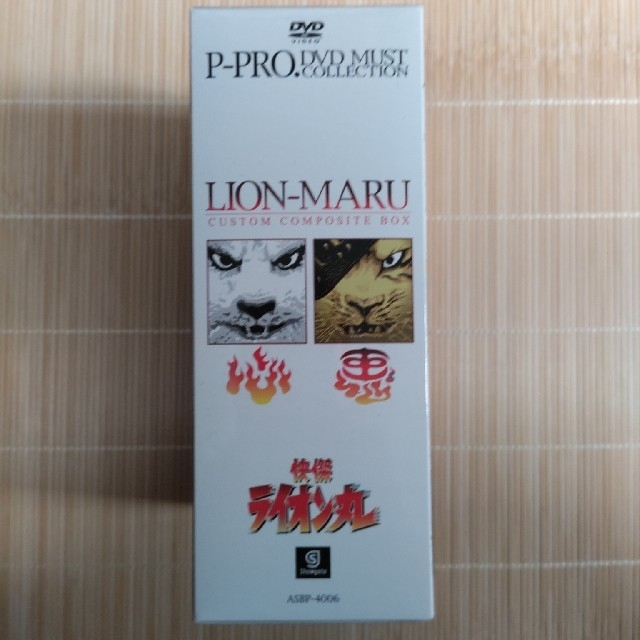 DVD
VIDEO
P-PRO. DVD MUST COLLECTION
LION-MARU
CUSTOM COMPOSITE BOX
快傑
ライオン丸
ASBP-4006